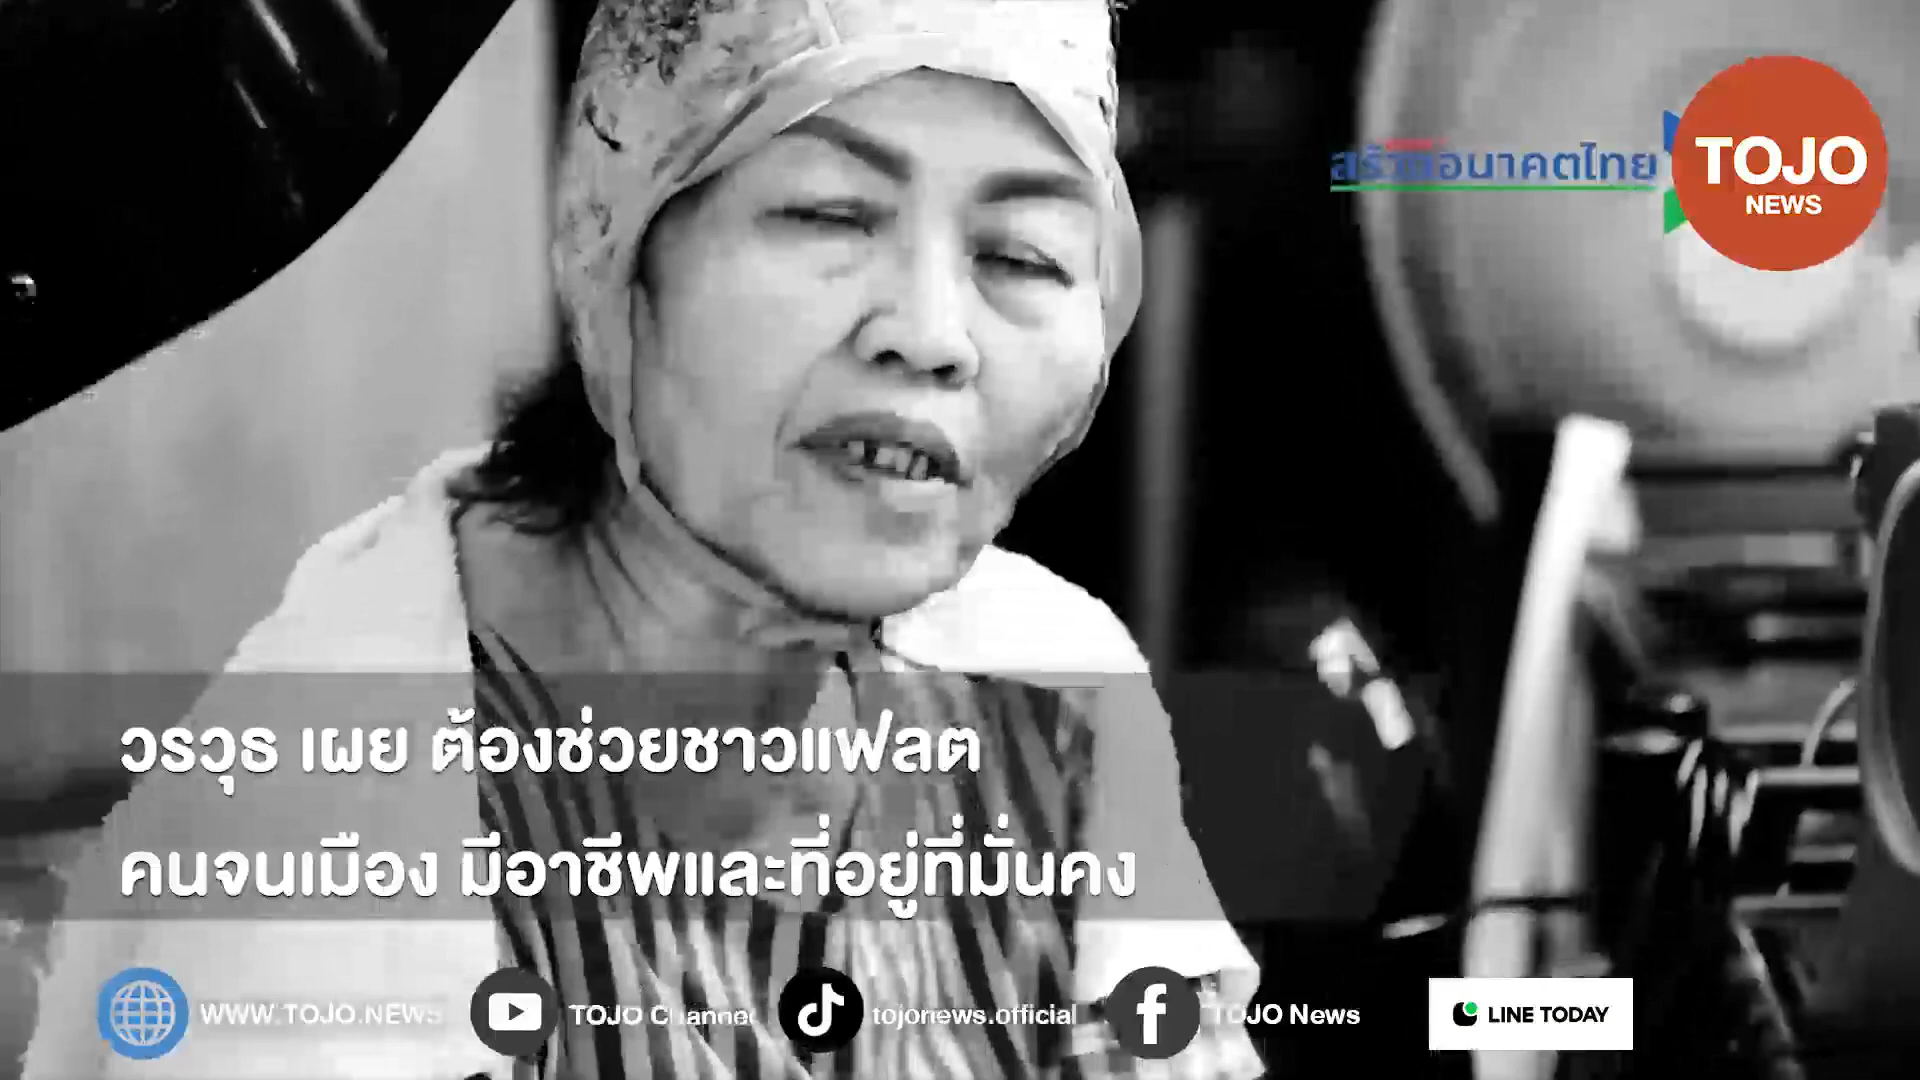 สร้างอนาคตไทย
TOJO
NEWS
วรวุธ เผย ต้องช่วยชาวแฟลต
คนจนเมือง มีอาชีพและที่อยู่ที่มั่นคง
WWW.TOJO.NEWS
TOJO Channel
tojonews.official
TOJO News
LINE TODAY